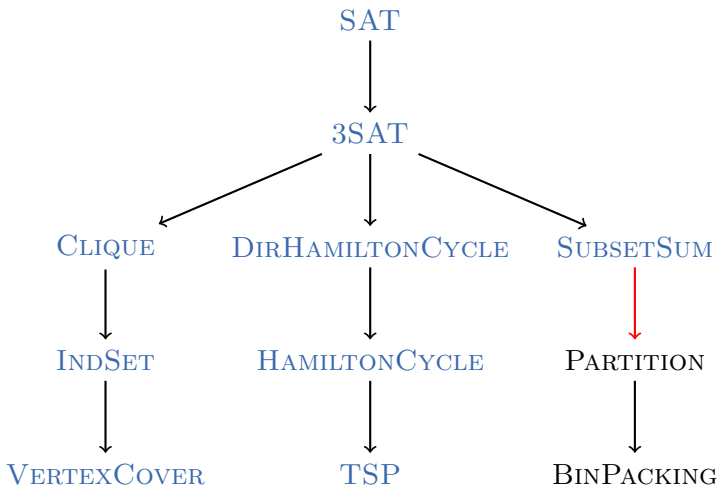 SAT
3SAT
CLIQUE DIRHAMILTONCYCLE SUBSETSUM
INDSET HAMILTONCYCLE PARTITION
VERTEXCOVER TSP BINPACKING